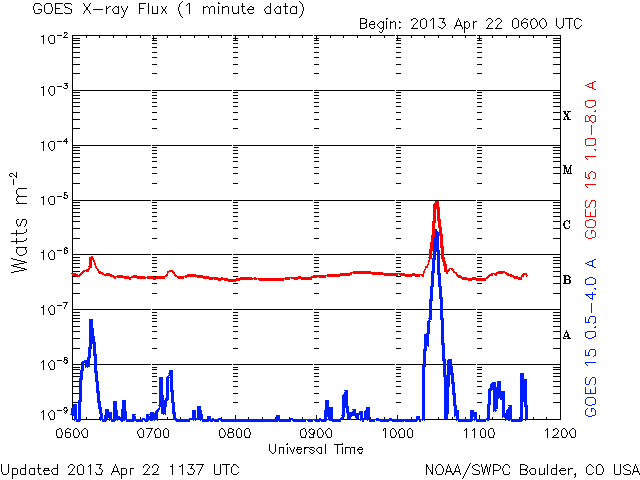 GOES X-ray Flux (1 minute data)
Begin: 2013 Apr 22 0600 UTC
10-2
10-3
10-4
10-5
10-6
10-7
10-8
10-9
Watts m-2
X
M
C
B
A
GOES 15 1.0-8.0 A
GOES 15 0.5-4.0 A
0600 0700 0800 0900 1000 1100 1200
Universal Time
Updated 2013 Apr 22 1137 UTC
NOAA/SWPC Boulder, CO USA